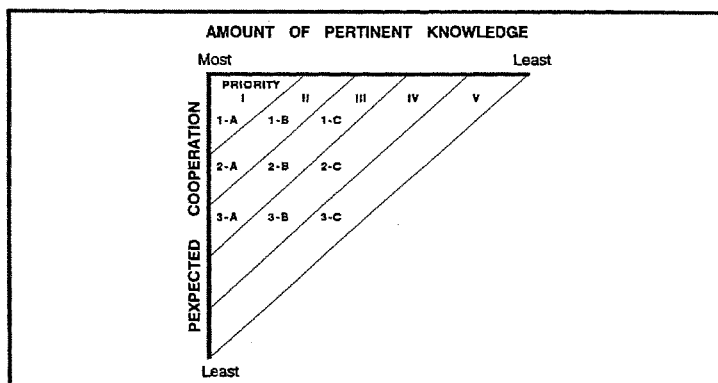 AMOUNT OF PERTINENT KNOWLEDGE
Most Least
PRIORITY
I II III IV V
1-A 1-B 1-C
2-A 2-B 2-C
3-A 3-B 3-C
PEXPECTED COOPERATION
Least